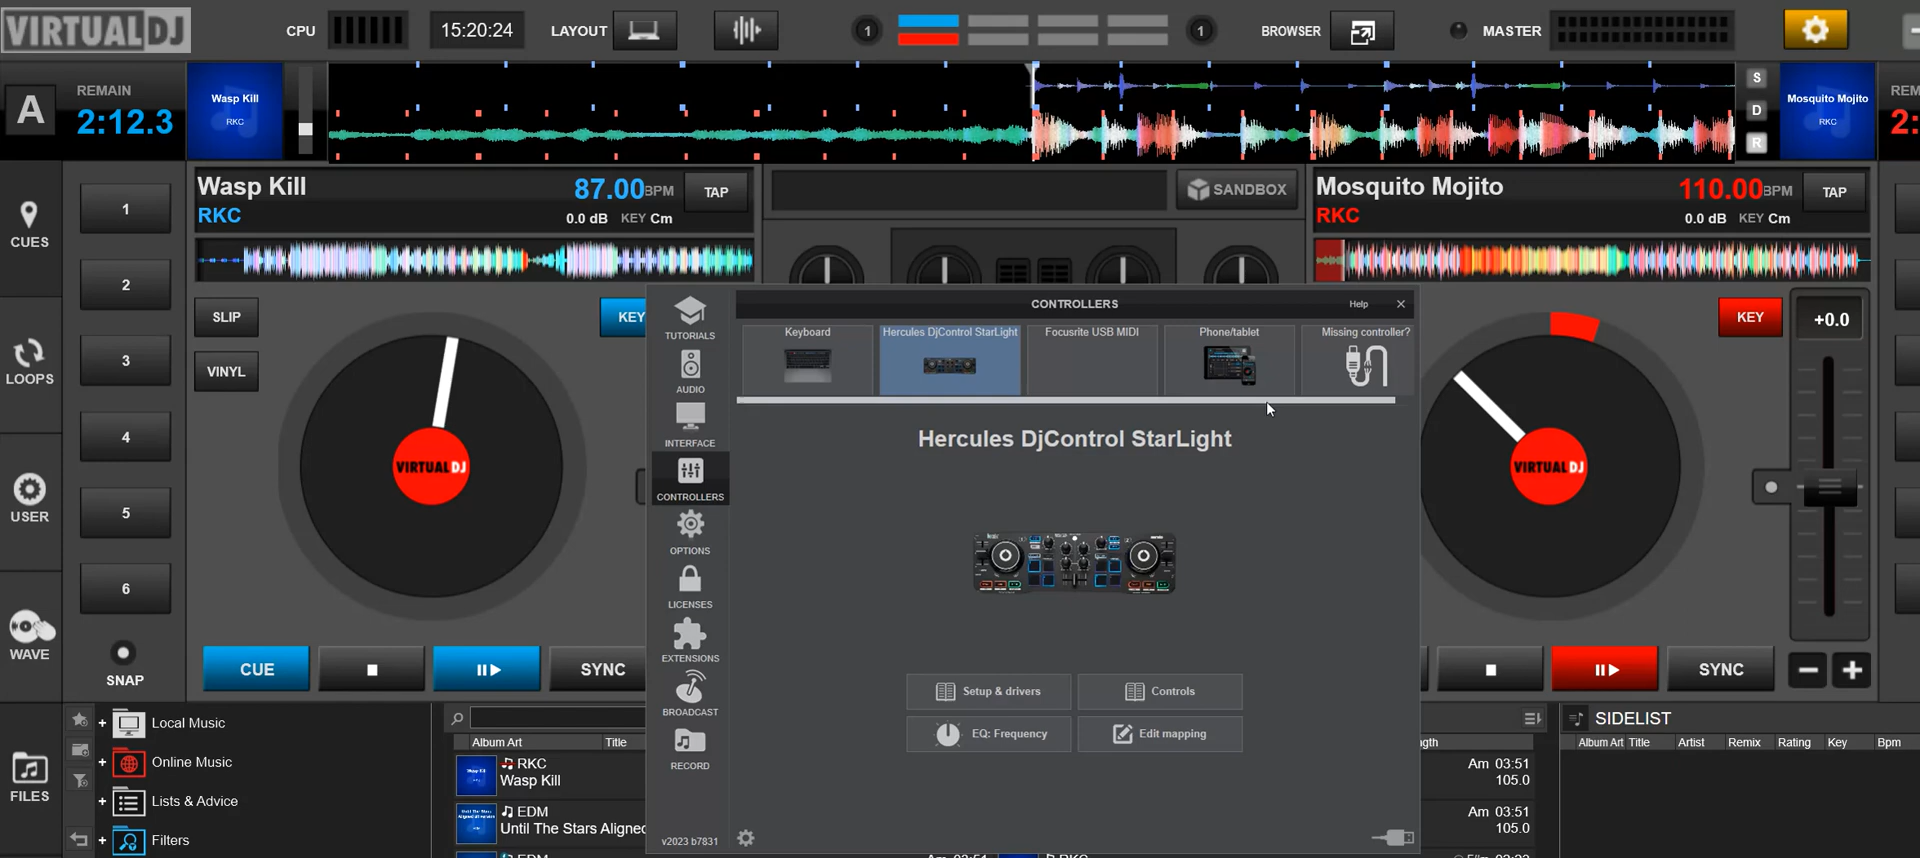 VIRTUALDJ
CPU
15:20:24
LAYOUT
1
1
BROWSER
MASTER
A
REMAIN
2:12.3
Wasp Kill
RKC
S
D
R
Mosquito Mojito
RKC
REM
2:
CUES
LOOPS
USER
WAVE
FILES
1
2
3
4
5
6
SNAP
Wasp Kill
RKC
87.00BPM
TAP
0.0 dB KEY Cm
SANDBOX
Mosquito Mojito
RKC
110.00BPM
TAP
0.0 dB KEY Cm
SLIP
VINYL
KEY
VIRTUALDJ
CUE
SYNC
KEY
+0.0
VIRTUALDJ
SYNC
TUTORIALS
AUDIO
INTERFACE
CONTROLLERS
OPTIONS
LICENSES
EXTENSIONS
BROADCAST
RECORD
v2023 b7831
CONTROLLERS
Help
Keyboard
Hercules DjControl StarLight
Focusrite USB MIDI
Phone/tablet
Missing controller?
Hercules DjControl StarLight
Setup & drivers
Controls
EQ: Frequency
Edit mapping
Local Music
Online Music
Lists & Advice
Filters
Album Art Title
RKC
Wasp Kill
EDM
Until The Stars Aligned
gth
Am 03:51
105.0
Am 03:51
105.0
SIDELIST
Album Art Title Artist Remix Rating Key Bpm